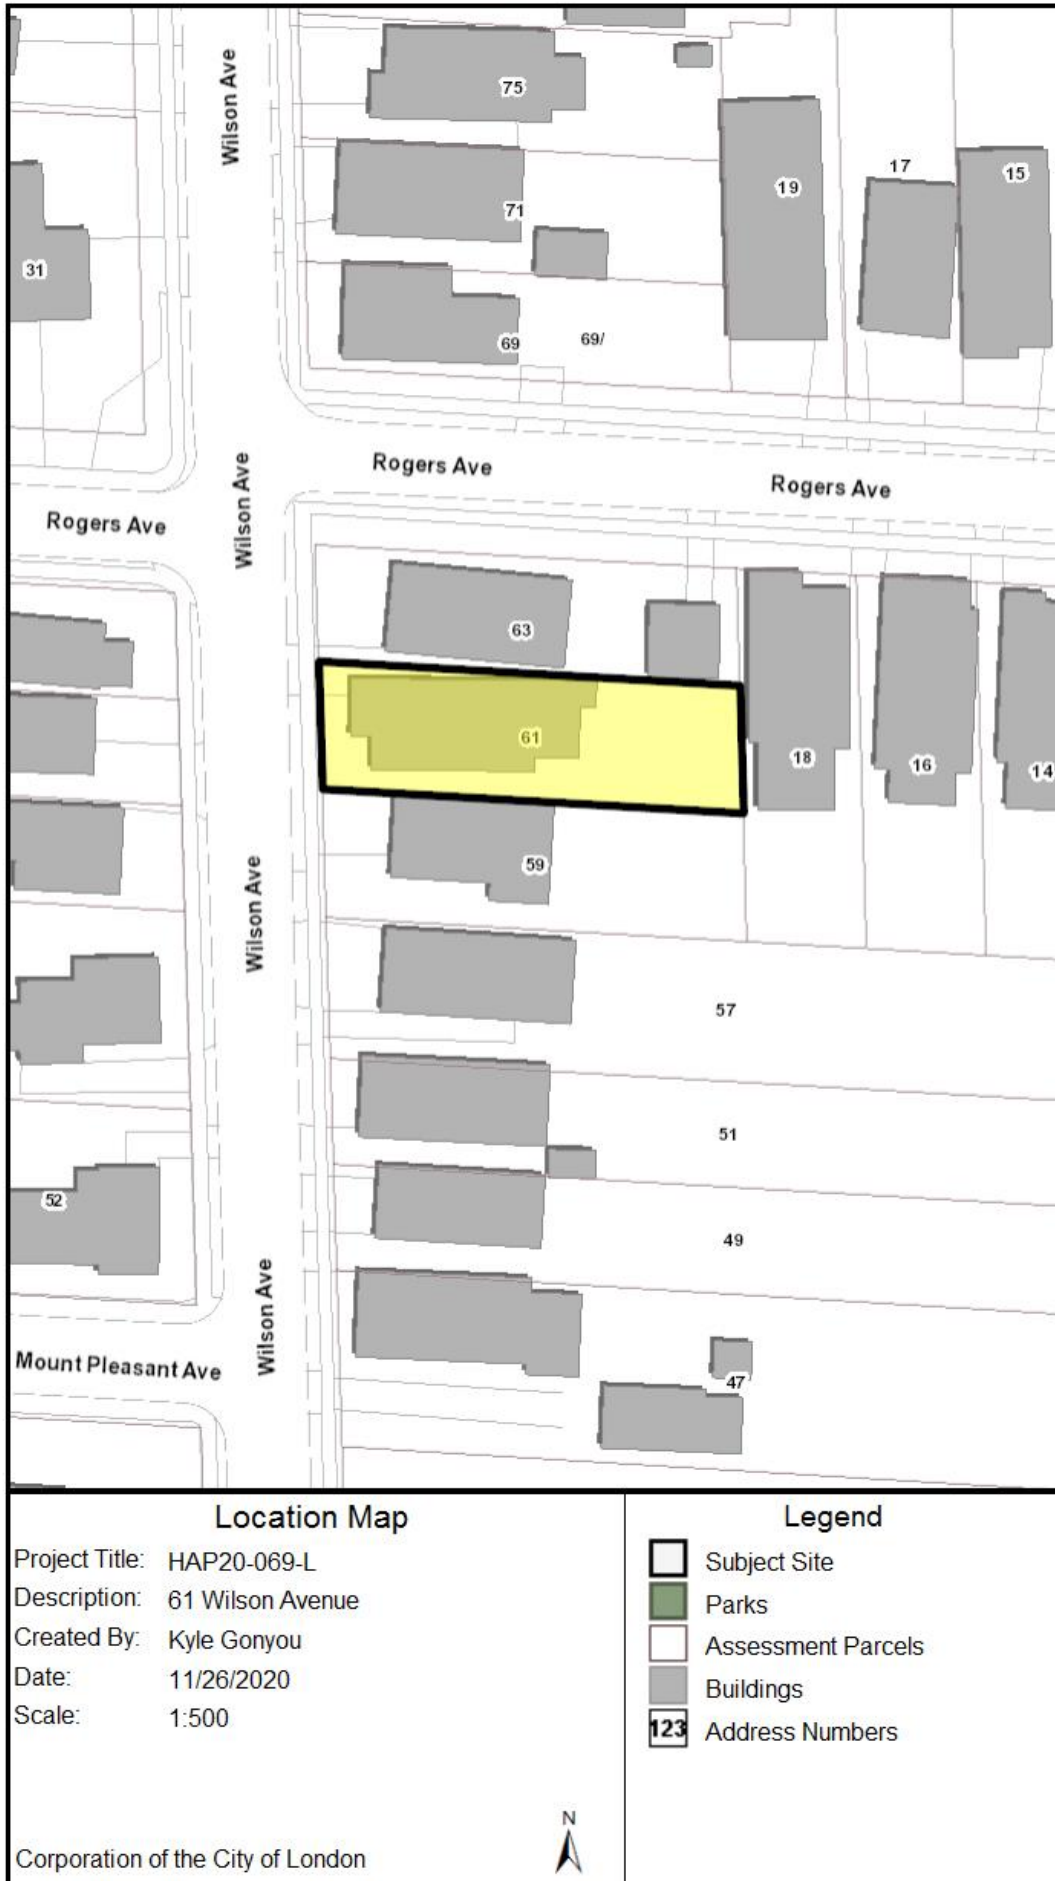 Wilson Ave
75
19
17
15
71
31
69
69/
Rogers Ave
Rogers Ave
Wilson Ave
Rogers Ave
63
61
18
16
14
59
Wilson Ave
57
51
52
49
Wilson Ave
Mount Pleasant Ave
47
Location Map
Project Title: HAP20-069-L
Description: 61 Wilson Avenue
Created By: Kyle Gonyou
Date: 11/26/2020
Scale: 1:500
N
Corporation of the City of London
Legend
Subject Site
Parks
Assessment Parcels
Buildings
123 Address Numbers